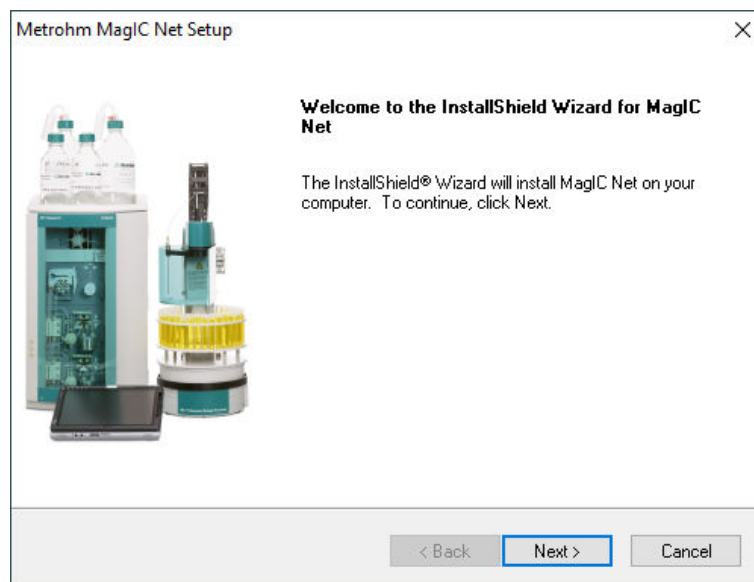 Metrohm MagIC Net Setup
Welcome to the InstallShield Wizard for MagIC
Net
The InstallShield® Wizard will install MagIC Net on your
computer. To continue, click Next.
< Back
Next >
Cancel